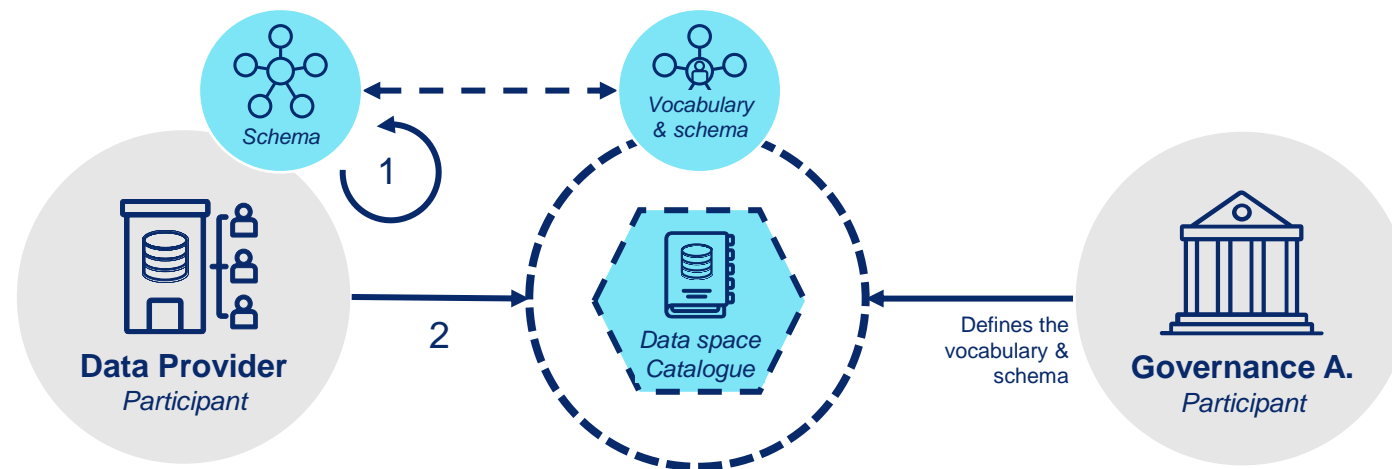 Schema
Vocabulary
& schema
1
Data space
Catalogue
2
Defines the
vocabulary &
schema
Data Provider
Participant
Governance A.
Participant